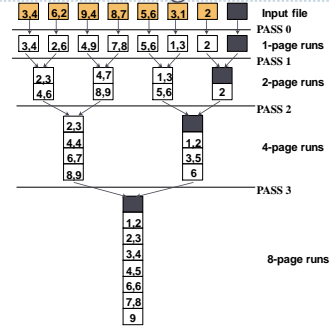 3,4 6,2 9,4 8,7 5,6 3,1 2 Input file
PASS 0
3,4 2,6 4,9 7,8 5,6 1,3 2 1-page runs
PASS 1
2,3 4,7 1,3 2-page runs
4,6 8,9 5,6 2
PASS 2
2,3
4,4 1,2 4-page runs
6,7 3,5
8,9 6
PASS 3
1,2
2,3
3,4
4,5 8-page runs
6,6
7,8
9